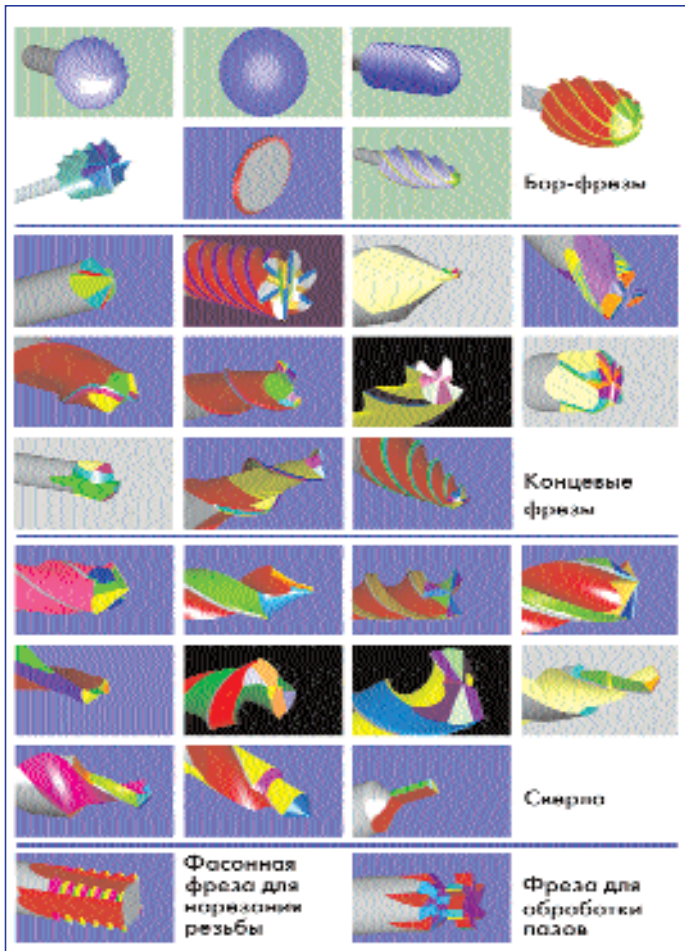 Бор-фрезы
Концевые
фрезы
Сверла
Фасонная
фреза для
нарезания
резьбы
Фреза для
обработки
пазов